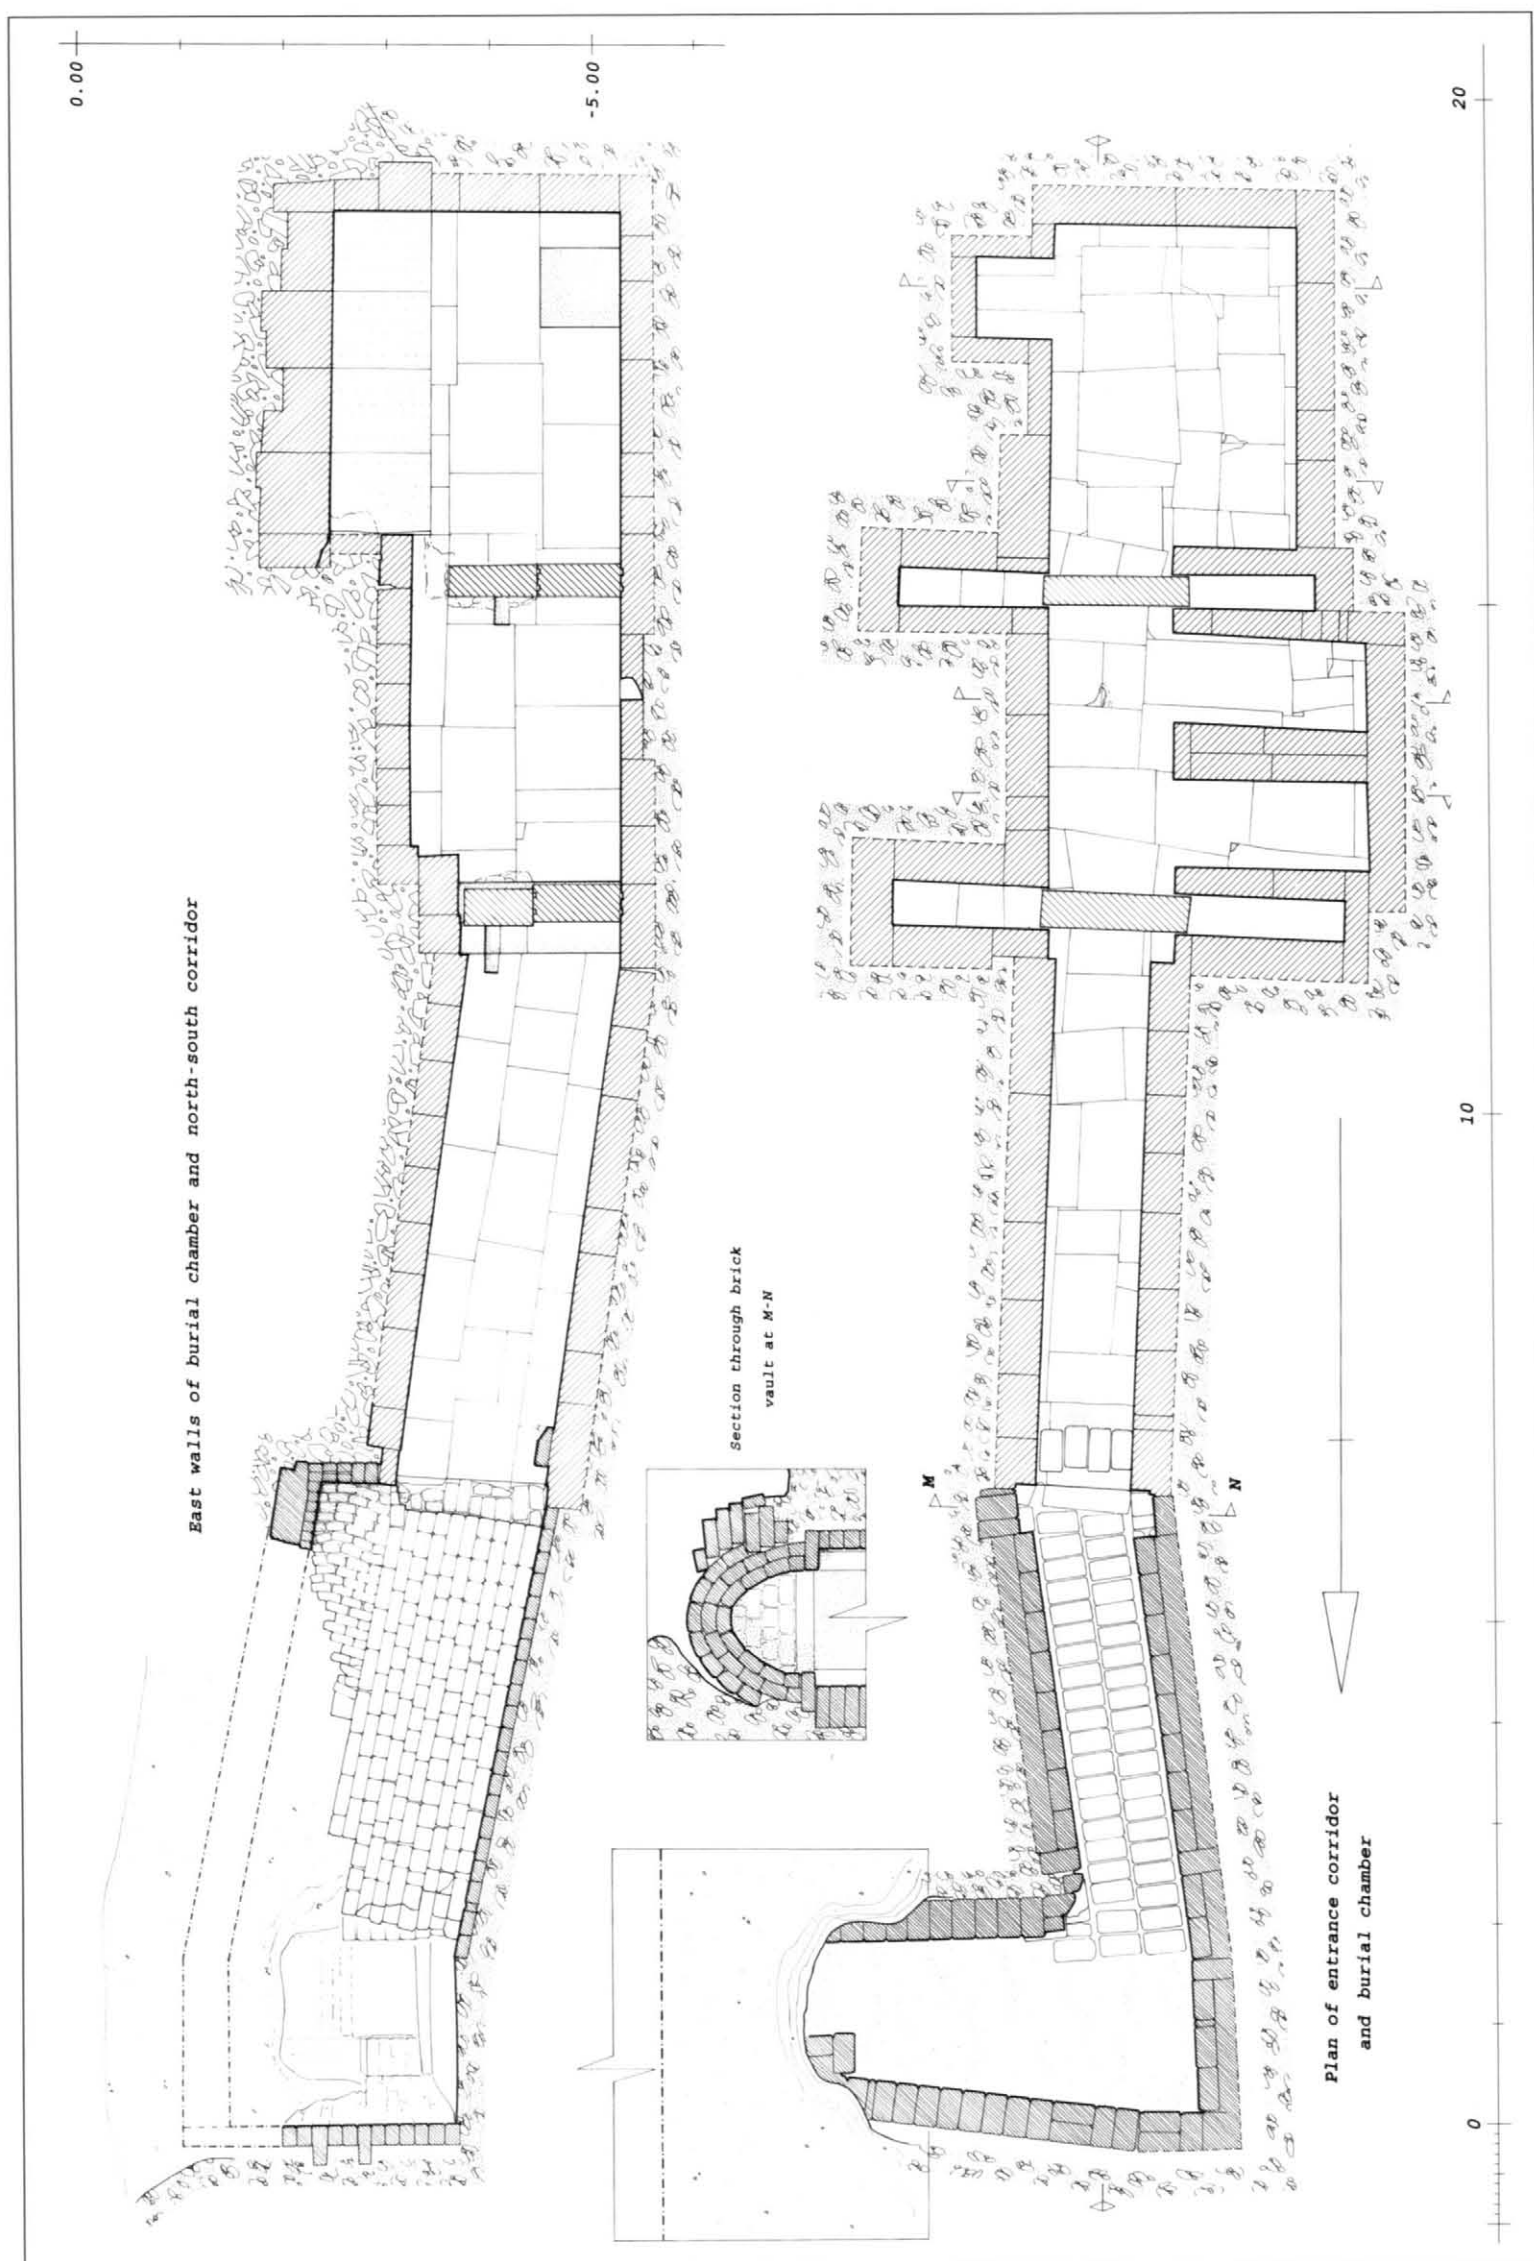 0.00
-5.00
East walls of burial chamber and north-south corridor
Section through brick
vault at M-N
M
N
Plan of entrance corridor
and burial chamber
0
10
20